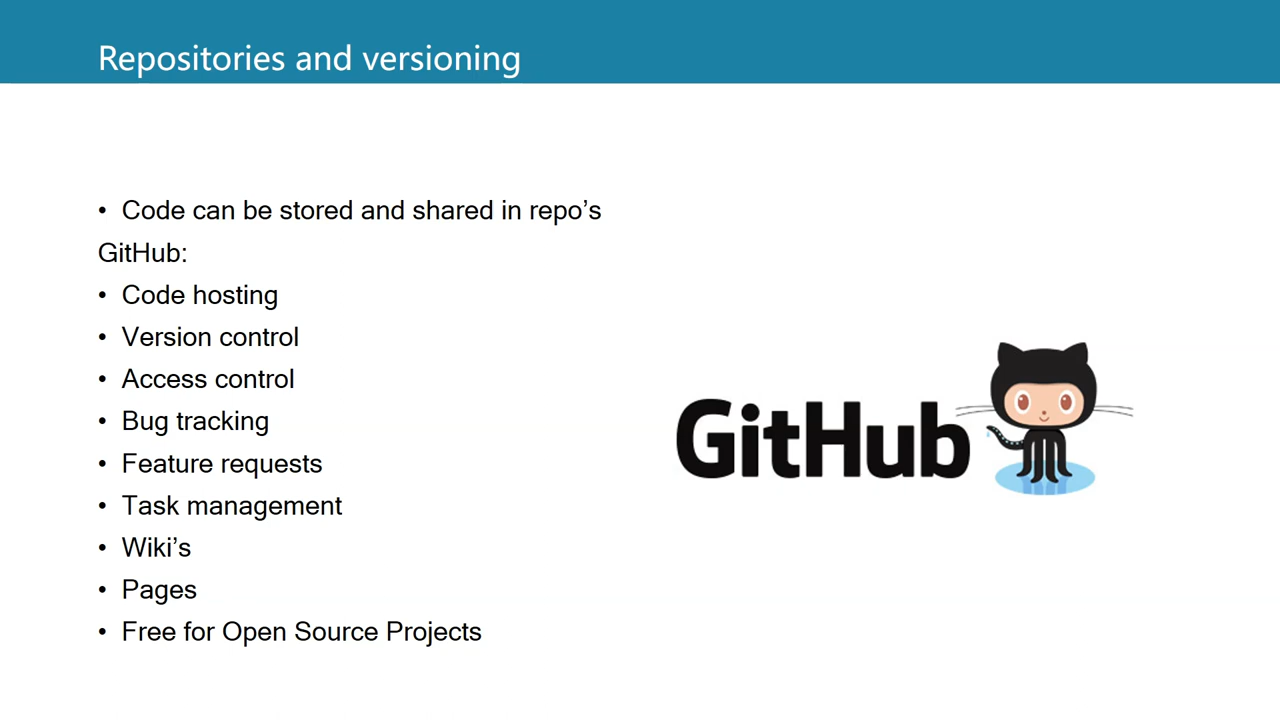 Repositories and versioning
• Code can be stored and shared in repo’s
GitHub:
• Code hosting
• Version control
• Access control
• Bug tracking
• Feature requests
• Task management
• Wiki’s
• Pages
• Free for Open Source Projects
GitHub